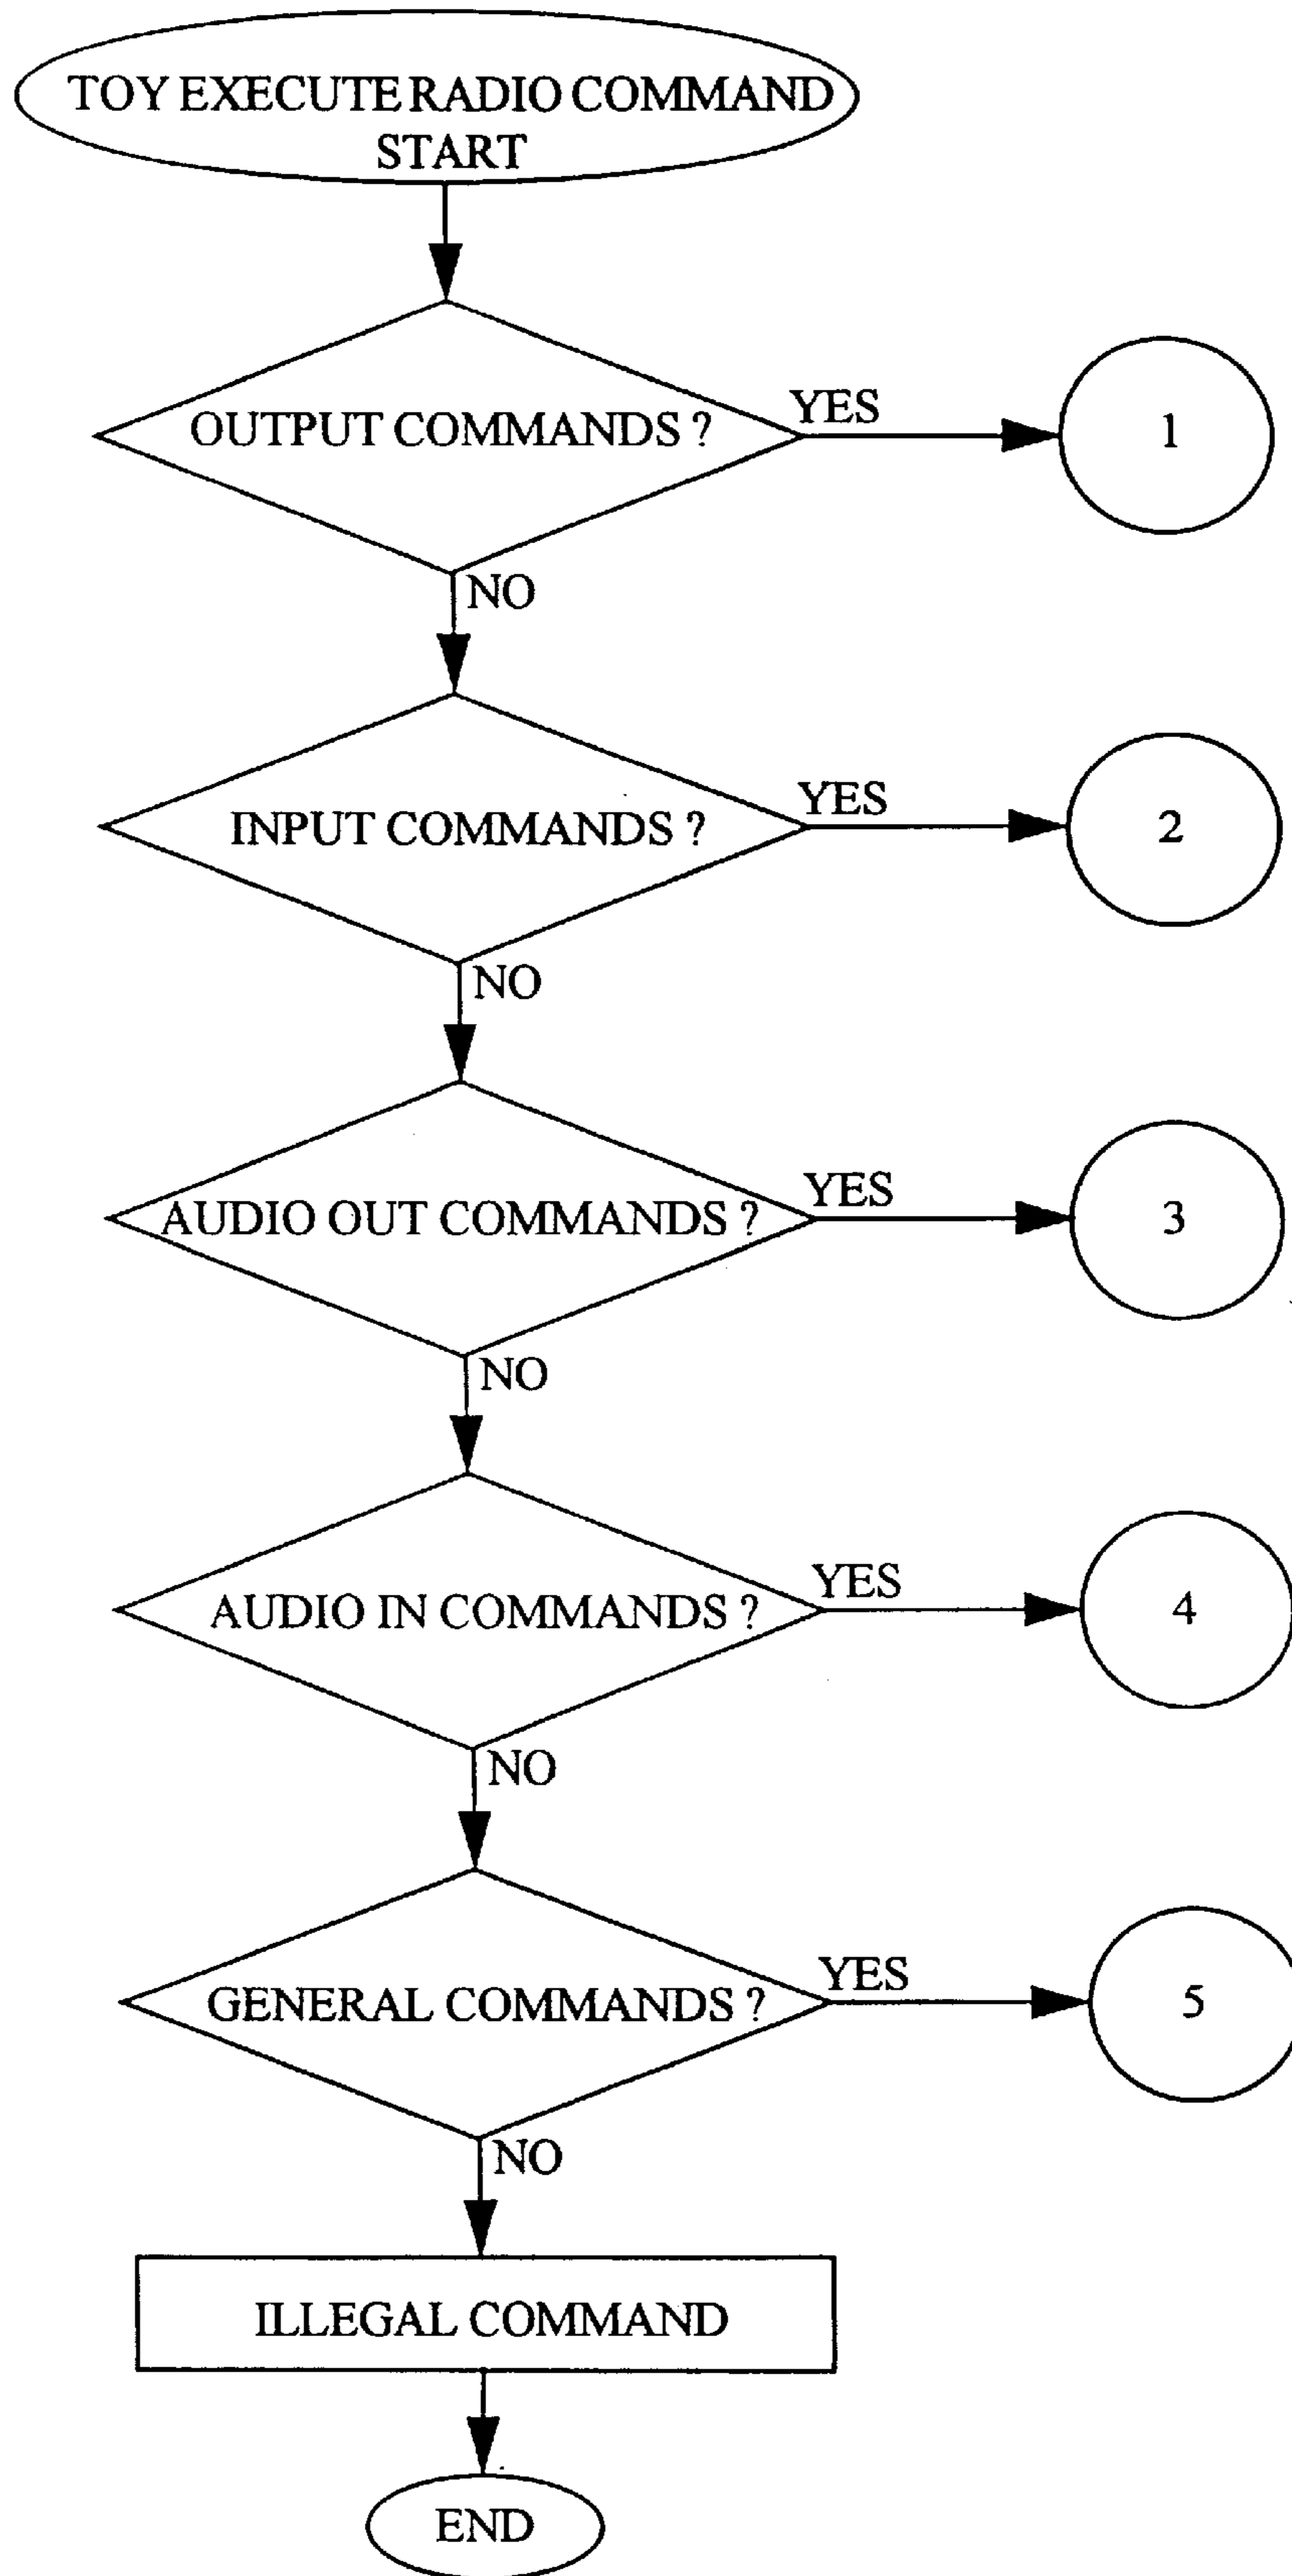 TOY EXECUTE RADIO COMMAND
START
OUTPUT COMMANDS ?
YES
1
NO
INPUT COMMANDS ?
YES
2
NO
AUDIO OUT COMMANDS ?
YES
3
NO
AUDIO IN COMMANDS ?
YES
4
NO
GENERAL COMMANDS ?
YES
5
NO
ILLEGAL COMMAND
END